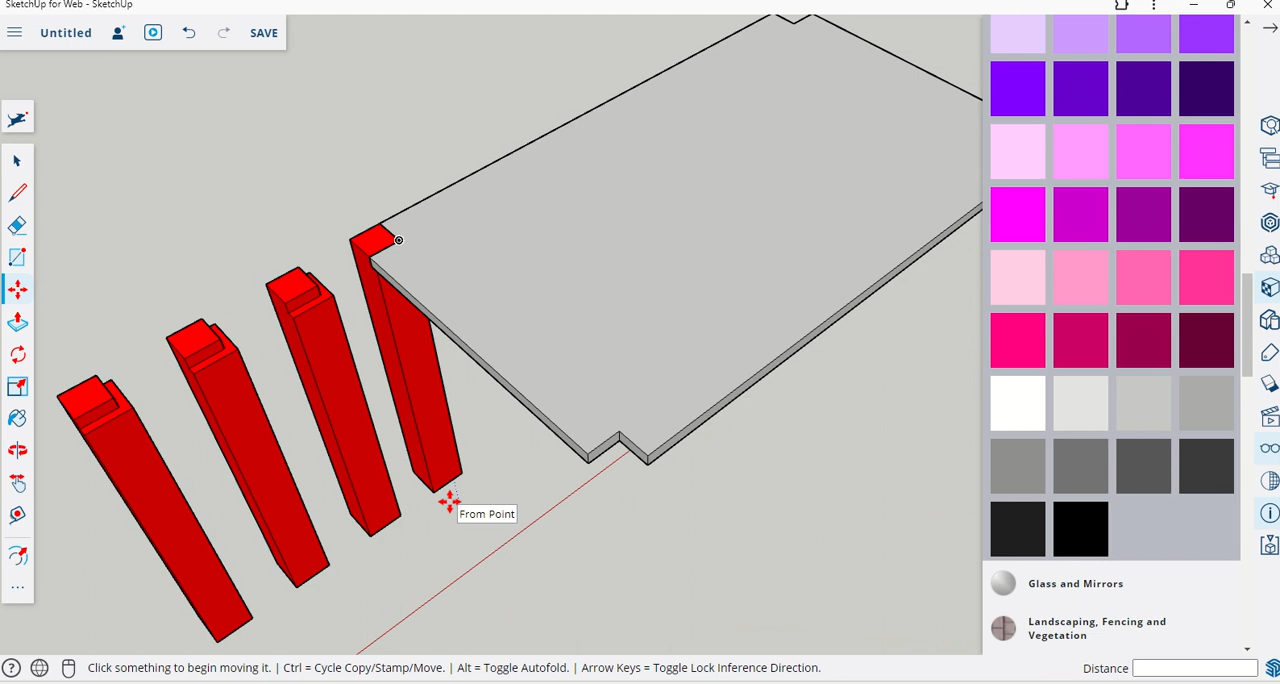 SketchUp for Web - SketchUp
Untitled
SAVE
From Point
Glass and Mirrors
Landscaping, Fencing and
Vegetation
Click something to begin moving it. | Ctrl = Cycle Copy/Stamp/Move. | Alt = Toggle Autofold. | Arrow Keys = Toggle Lock Inference Direction.
Distance